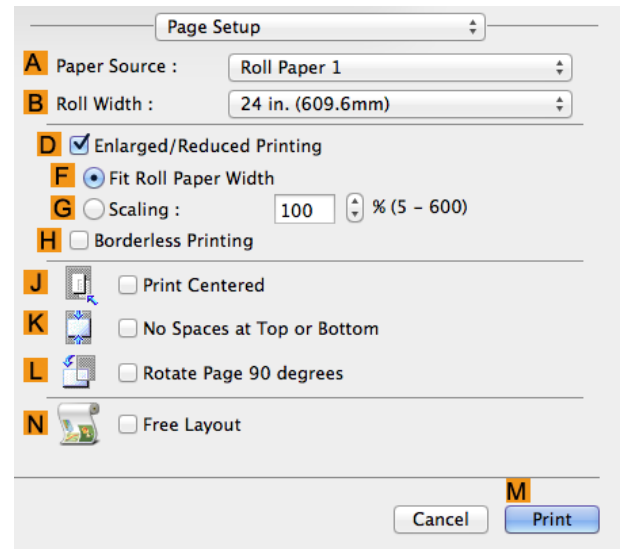 Page Setup
A Paper Source : Roll Paper 1
B Roll Width : 24 in. (609.6mm)
D Enlarged/Reduced Printing
F Fit Roll Paper Width
G Scaling : 100 % (5 – 600)
H Borderless Printing
J Print Centered
K No Spaces at Top or Bottom
L Rotate Page 90 degrees
N Free Layout
M
Cancel Print